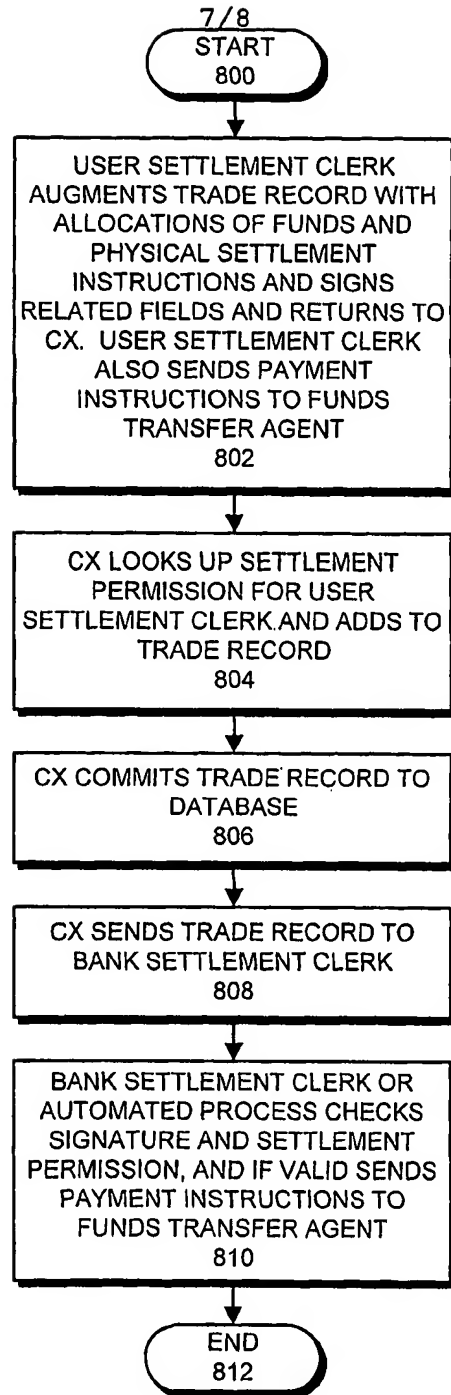 7/8
START
800
USER SETTLEMENT CLERK
AUGMENTS TRADE RECORD WITH
ALLOCATIONS OF FUNDS AND
PHYSICAL SETTLEMENT
INSTRUCTIONS AND SIGNS
RELATED FIELDS AND RETURNS TO
CX. USER SETTLEMENT CLERK
ALSO SENDS PAYMENT
INSTRUCTIONS TO FUNDS
TRANSFER AGENT
802
CX LOOKS UP SETTLEMENT
PERMISSION FOR USER
SETTLEMENT CLERK.AND ADDS TO
TRADE RECORD
804
CX COMMITS TRADE RECORD TO
DATABASE
806
CX SENDS TRADE RECORD TO
BANK SETTLEMENT CLERK
808
BANK SETTLEMENT CLERK OR
AUTOMATED PROCESS CHECKS
SIGNATURE AND SETTLEMENT
PERMISSION, AND IF VALID SENDS
PAYMENT INSTRUCTIONS TO
FUNDS TRANSFER AGENT
810
END
812